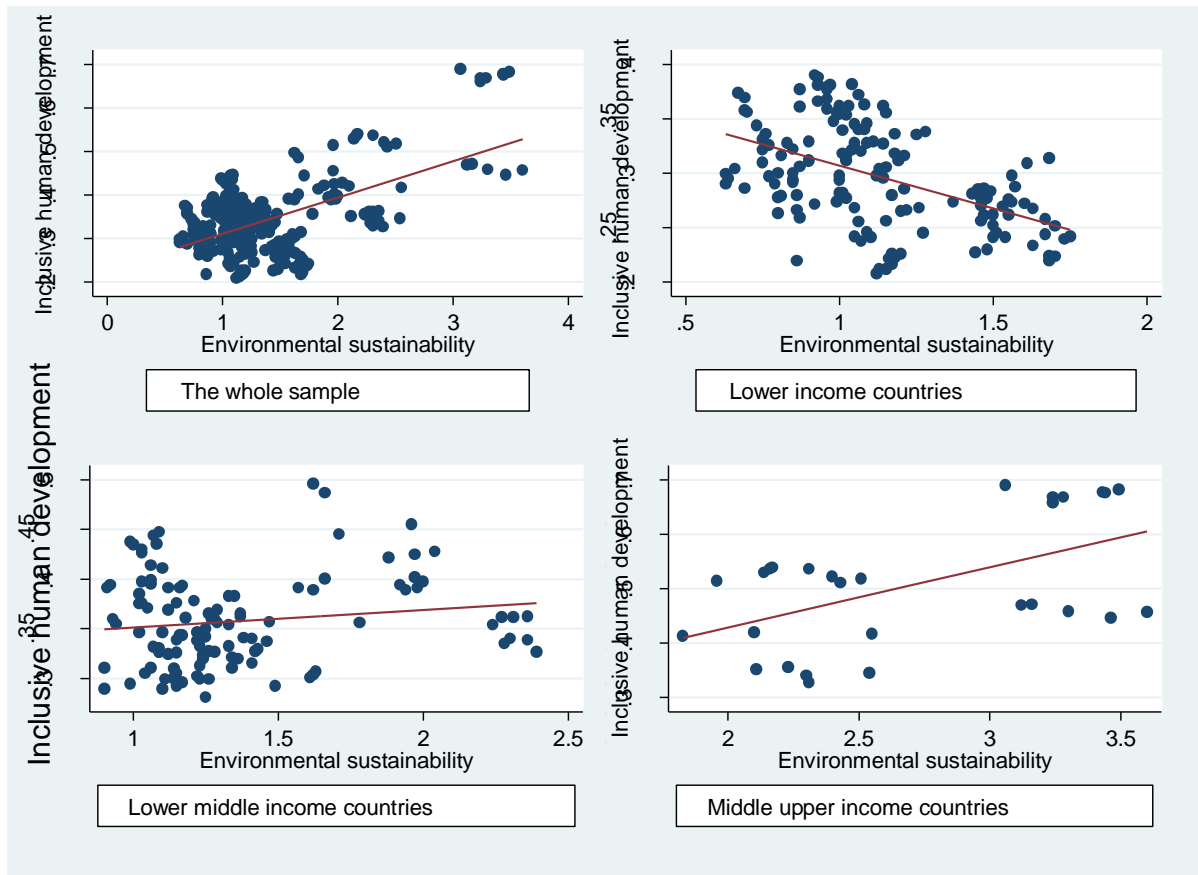 Inclusive human development
0 1 2 3 4
Environmental sustainability
The whole sample
Inclusive human development
.4
.35
.3
.25
.2
.5 1 1.5 2
Environmental sustainability
Lower income countries
Inclusive human development
.45
.35
1 1.5 2 2.5
Environmental sustainability
Lower middle income countries
Inclusive human development
2 2.5 3 3.5
Environmental sustainability
Middle upper income countries